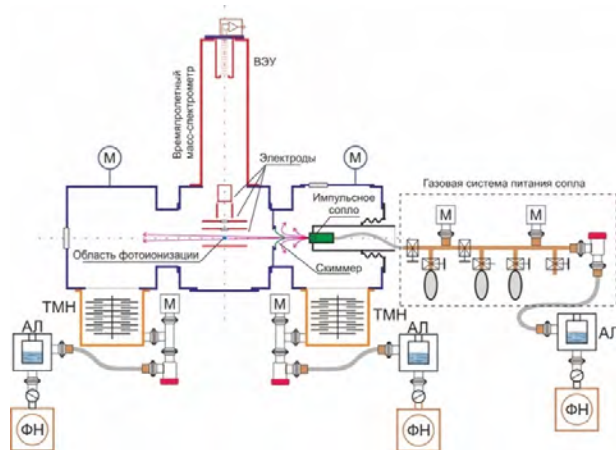 ВЭУ
Времяпролетный
масс-спектрометр
М
М
Электроды
Импульсное
сопло
Газовая система питания сопла
М
М
Область фотоионизации
Скиммер
ТМН
М
М
ТМН
АЛ
АЛ
АЛ
ФН
ФН
ФН